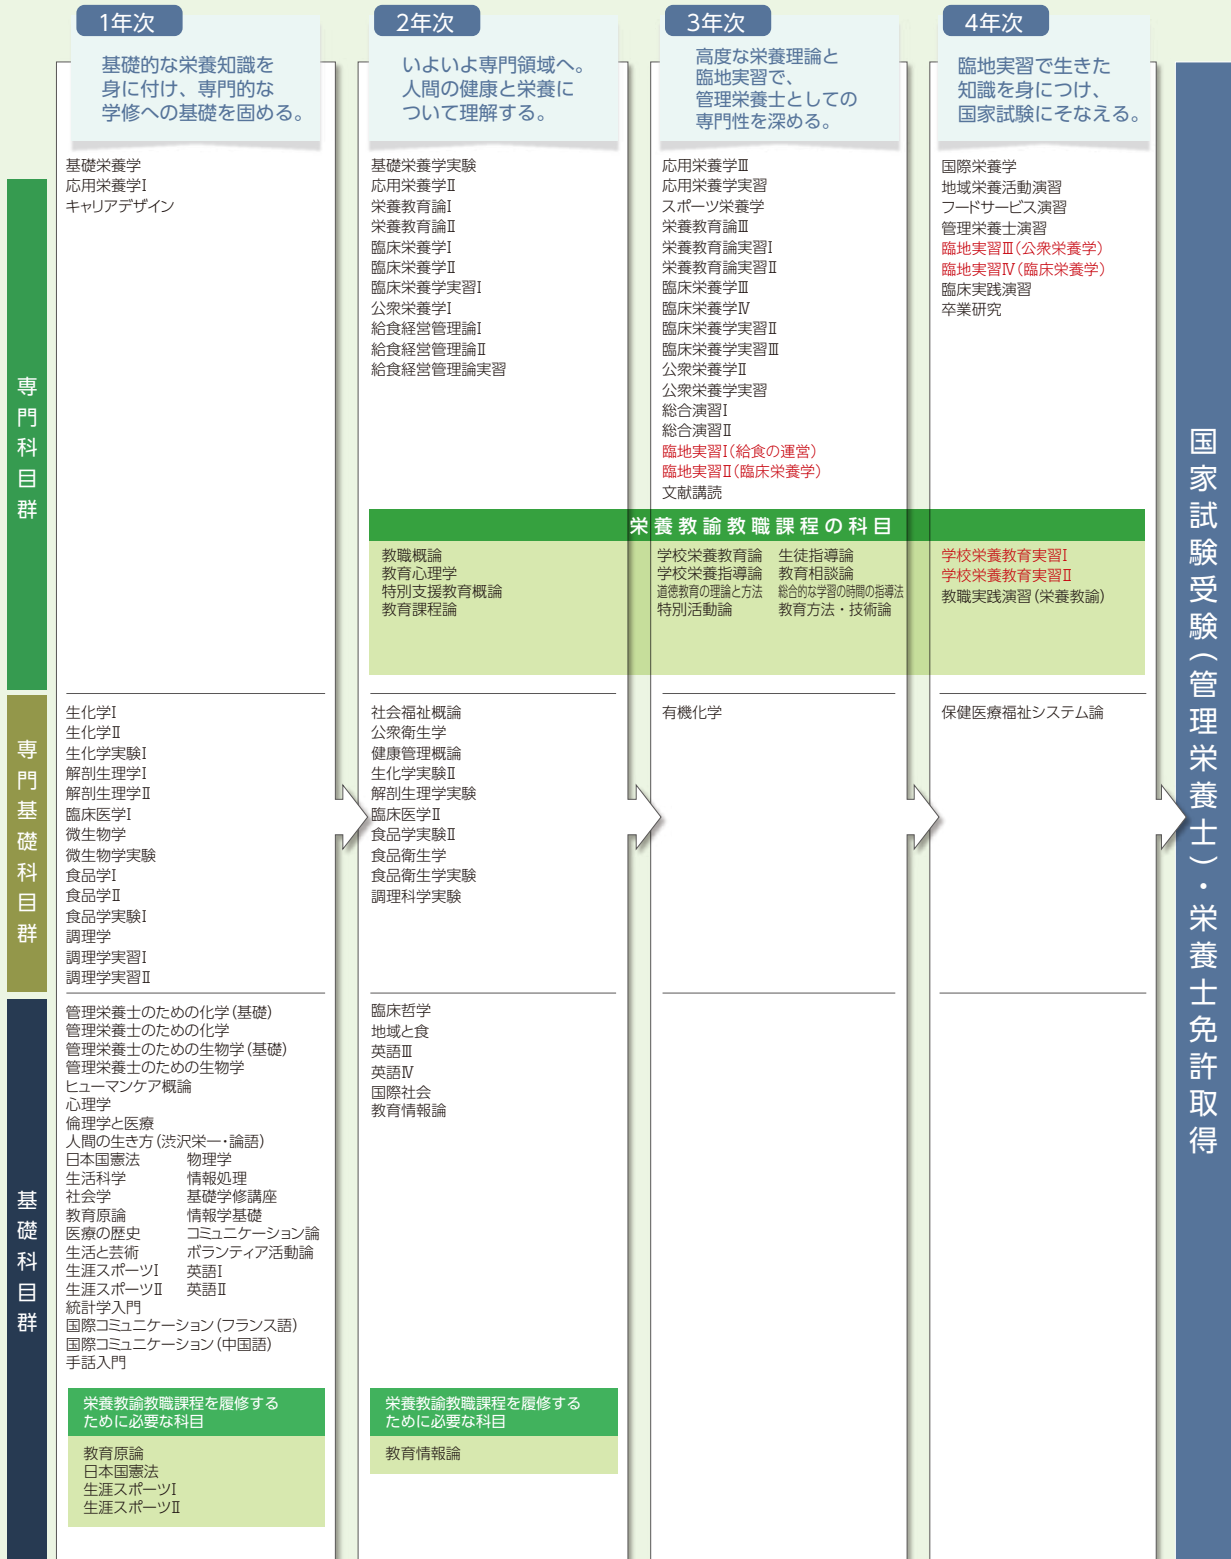 1年次
基礎的な栄養知識を
身に付け、専門的な
学修への基礎を固める。
2年次
いよいよ専門領域へ。
人間の健康と栄養に
ついて理解する。
3年次
高度な栄養理論と
臨地実習で、
管理栄養士としての
専門性を深める。
4年次
臨地実習で生きた
知識を身につけ、
国家試験にそなえる。
専門科目群
基礎栄養学
応用栄養学Ⅰ
キャリアデザイン
基礎栄養学実験
応用栄養学Ⅱ
栄養教育論Ⅰ
栄養教育論Ⅱ
臨床栄養学Ⅰ
臨床栄養学Ⅱ
臨床栄養学実習Ⅰ
公衆栄養学Ⅰ
給食経営管理論Ⅰ
給食経営管理論Ⅱ
給食経営管理論実習
応用栄養学Ⅲ
応用栄養学実習
スポーツ栄養学
栄養教育論Ⅲ
栄養教育論実習Ⅰ
栄養教育論実習Ⅱ
臨床栄養学Ⅲ
臨床栄養学Ⅳ
臨床栄養学実習Ⅱ
臨床栄養学実習Ⅲ
公衆栄養学Ⅱ
公衆栄養学実習
総合演習Ⅰ
総合演習Ⅱ
臨地実習Ⅰ(給食の運営)
臨地実習Ⅱ(臨床栄養学)
文献講読
国際栄養学
地域栄養活動演習
フードサービス演習
管理栄養士演習
臨地実習Ⅲ(公衆栄養学)
臨地実習Ⅳ(臨床栄養学)
臨床実践演習
卒業研究
栄養教諭教職課程の科目
教職概論
教育心理学
特別支援教育概論
教育課程論
学校栄養教育論 生徒指導論
学校栄養指導論 教育相談論
道徳教育の理論と方法 総合的な学習の時間の指導法
特別活動論 教育方法・技術論
学校栄養教育実習Ⅰ
学校栄養教育実習Ⅱ
教職実践演習(栄養教諭)
専門基礎科目群
生化学Ⅰ
生化学Ⅱ
生化学実験Ⅰ
解剖生理学Ⅰ
解剖生理学Ⅱ
臨床医学Ⅰ
微生物学
微生物学実験
食品学Ⅰ
食品学Ⅱ
食品学実験Ⅰ
調理学
調理学実習Ⅰ
調理学実習Ⅱ
社会福祉概論
公衆衛生学
健康管理概論
生化学実験Ⅱ
解剖生理学実験
臨床医学Ⅱ
食品学実験Ⅱ
食品衛生学
食品衛生学実験
調理科学実験
有機化学
保健医療福祉システム論
基礎科目群
管理栄養士のための化学(基礎)
管理栄養士のための化学
管理栄養士のための生物学(基礎)
管理栄養士のための生物学
ヒューマンケア概論
心理学
倫理学と医療
人間の生き方(渋沢栄一・論語)
日本国憲法 物理学
生活科学 情報処理
社会学 基礎学修講座
教育原論 情報学基礎
医療の歴史 コミュニケーション論
生活と芸術 ボランティア活動論
生涯スポーツⅠ 英語Ⅰ
生涯スポーツⅡ 英語Ⅱ
統計学入門
国際コミュニケーション(フランス語)
国際コミュニケーション(中国語)
手話入門
臨床哲学
地域と食
英語Ⅲ
英語Ⅳ
国際社会
教育情報論
栄養教諭教職課程を履修する
ために必要な科目
教育原論
日本国憲法
生涯スポーツⅠ
生涯スポーツⅡ
栄養教諭教職課程を履修する
ために必要な科目
教育情報論
国家試験受験(管理栄養士)・栄養士免許取得